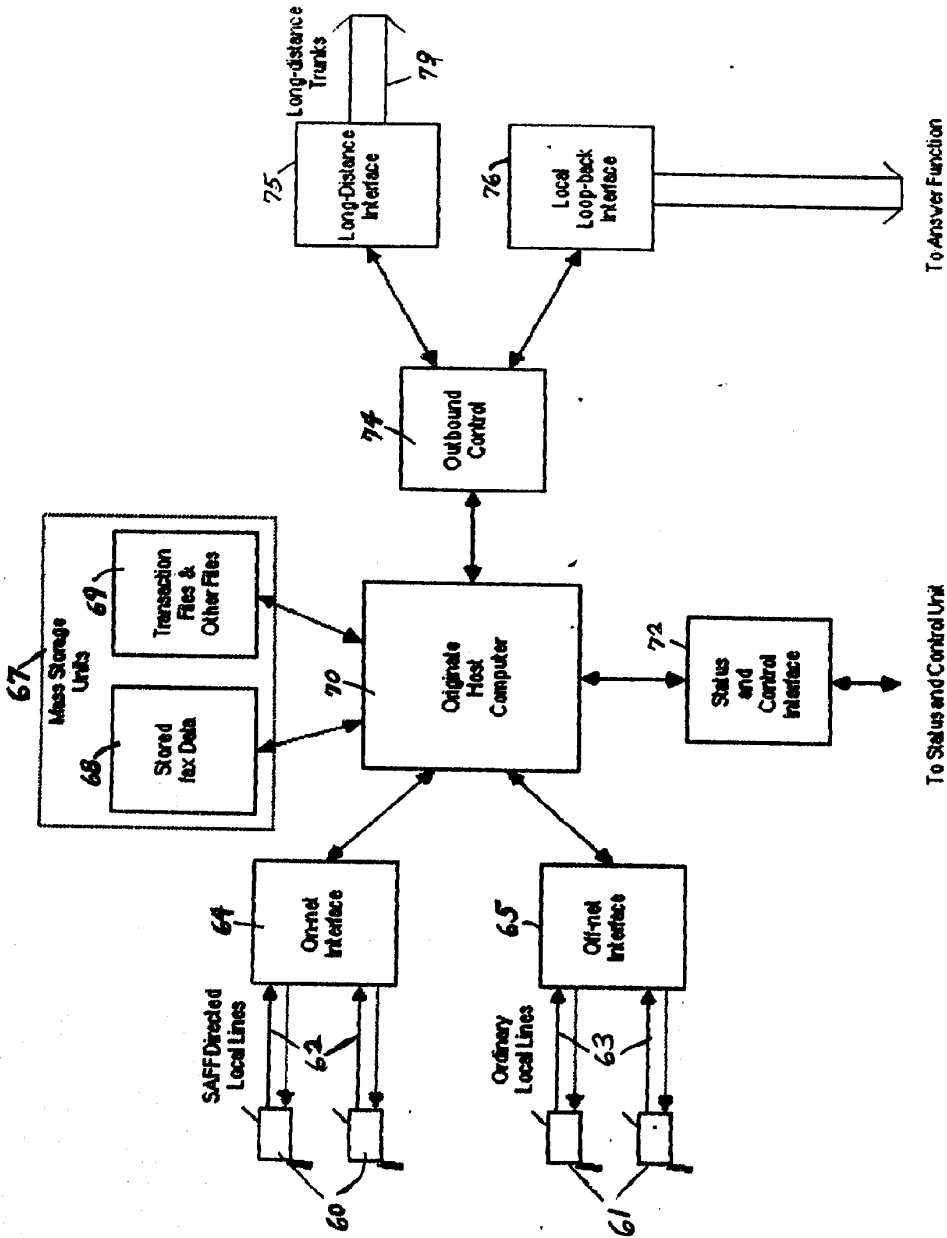 67
Mass Storage
Units
68
Stored
fax Data
69
Transaction
Files &
Other Files
60
SAFF Directed
Local Lines
62
64
On-net
Interface
61
Ordinary
Local Lines
63
65
Off-net
Interface
70
Originate
Host
Computer
72
Status
and
Control
Interface
To Status and Control Unit
74
Outbound
Control
75
Long-Distance
Interface
Long-distance
Trunks
79
76
Local
Loop-back
Interface
To Answer Function